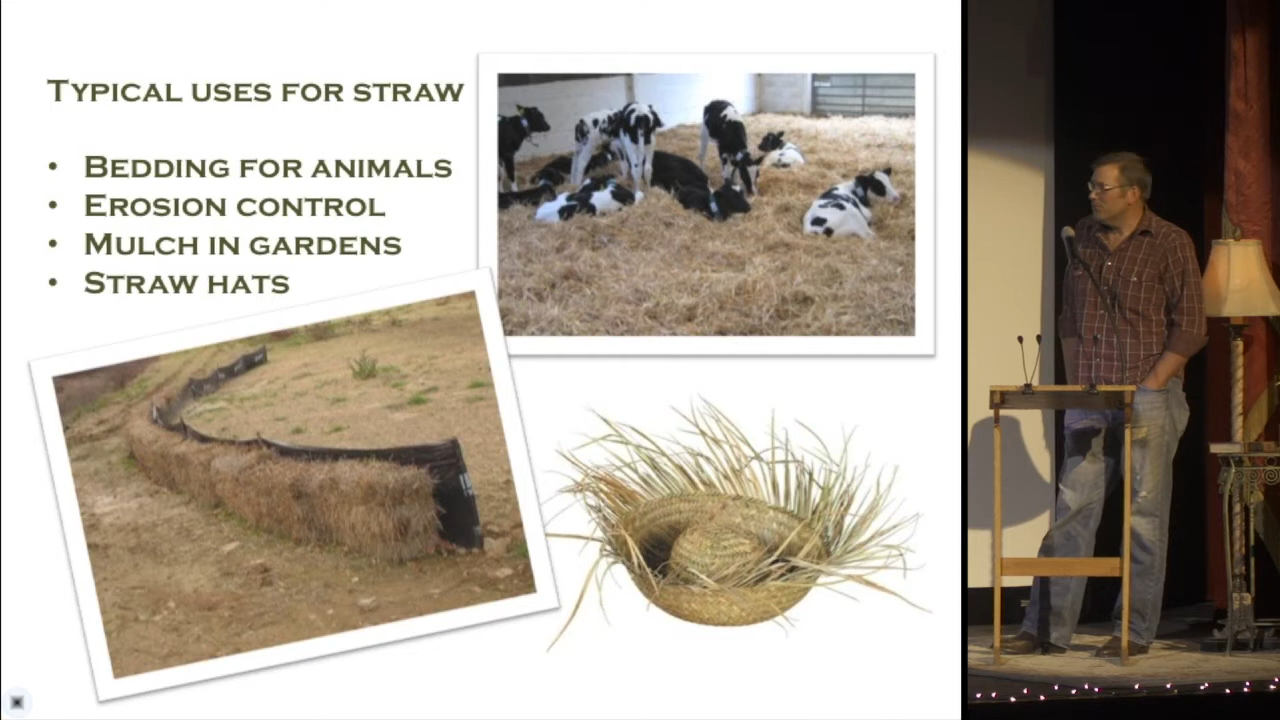 Typical uses for straw
• Bedding for animals
• Erosion control
• Mulch in gardens
• Straw hats